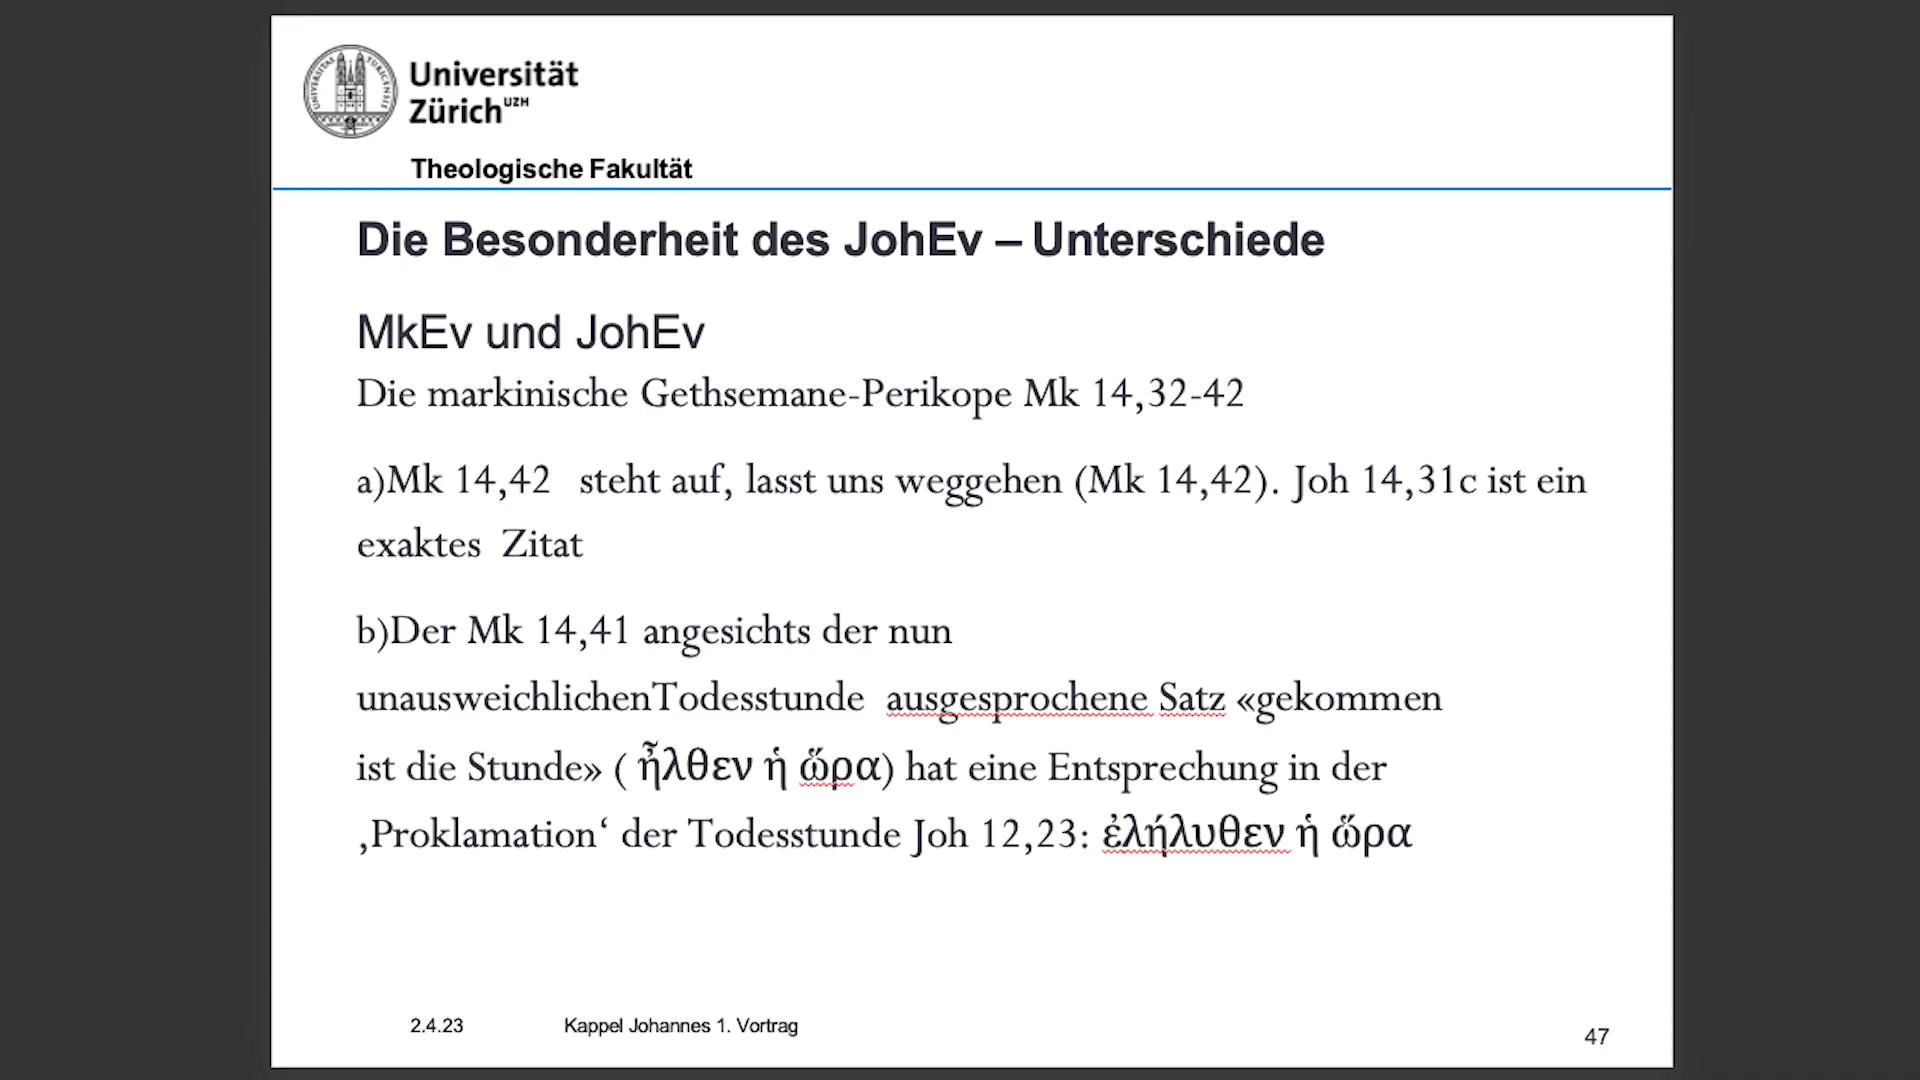 UNIVERSITAS TURICENSIS
Universität
Zürich UZH
Theologische Fakultät
Die Besonderheit des JohEv – Unterschiede
MkEv und JohEv
Die markinische Gethsemane-Perikope Mk 14,32-42
a)Mk 14,42 steht auf, lasst uns weggehen (Mk 14,42). Joh 14,31c ist ein
exaktes Zitat
b)Der Mk 14,41 angesichts der nun
unausweichlichenTodesstunde ausgesprochene Satz «gekommen
ist die Stunde» ( ἦλθεν ἡ ὥρα) hat eine Entsprechung in der
‚Proklamation‘ der Todesstunde Joh 12,23: ἐλήλυθεν ἡ ὥρα
2.4.23 Kappel Johannes 1. Vortrag
47